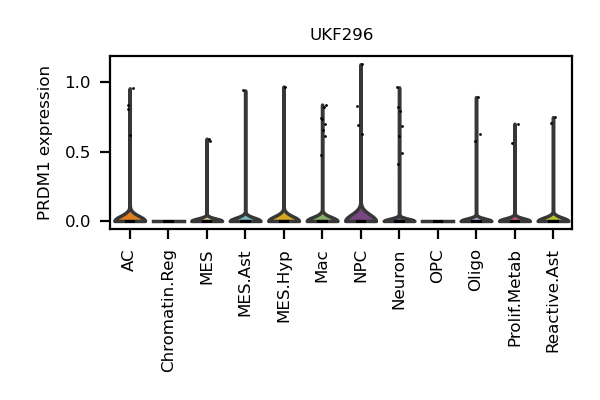 UKF296
PRDM1 expression
1.0
0.5
0.0
AC
Chromatin.Reg
MES
MES.Ast
MES.Hyp
Mac
NPC
Neuron
OPC
Oligo
Prolif.Metab
Reactive.Ast